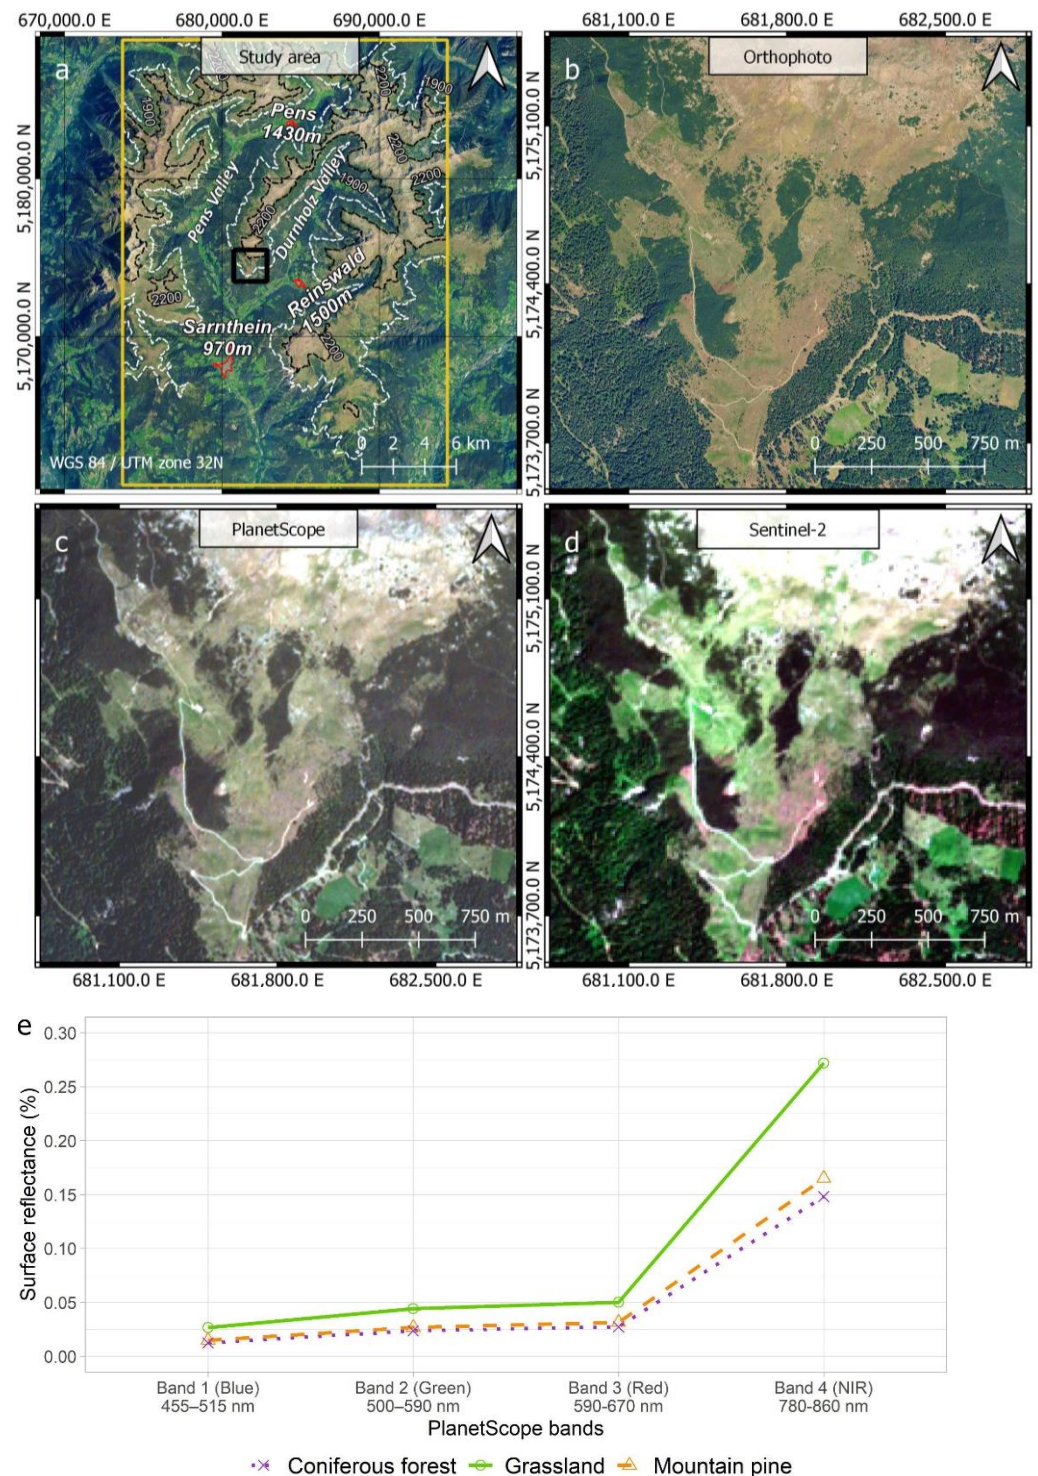 670,000.0 E 680,000.0 E 690,000.0 E
681,100.0 E 681,800.0 E 682,500.0 E
a
Study area
b
Orthophoto
2200
1900
1900
2200
Pens
1430m
2200
2200
Pens Valley
Durnholz Valley
1900
2200
2200
Reinswald
1500m
Sarnthein
970m
2200
0 2 4 6 km
WGS 84 / UTM zone 32N
5,180,000.0 N
5,170,000.0 N
5,175,100.0 N
5,174,400.0 N
5,173,700.0 N
0 250 500 750 m
c
PlanetScope
d
Sentinel-2
5,175,100.0 N
5,174,400.0 N
5,173,700.0 N
0 250 500 750 m
0 250 500 750 m
681,100.0 E 681,800.0 E 682,500.0 E
681,100.0 E 681,800.0 E 682,500.0 E
e
Surface reflectance (%)
0.30
0.25
0.20
0.15
0.10
0.05
0.00
Band 1 (Blue) Band 2 (Green) Band 3 (Red) Band 4 (NIR)
455–515 nm 500–590 nm 590-670 nm 780-860 nm
PlanetScope bands
Coniferous forest Grassland Mountain pine